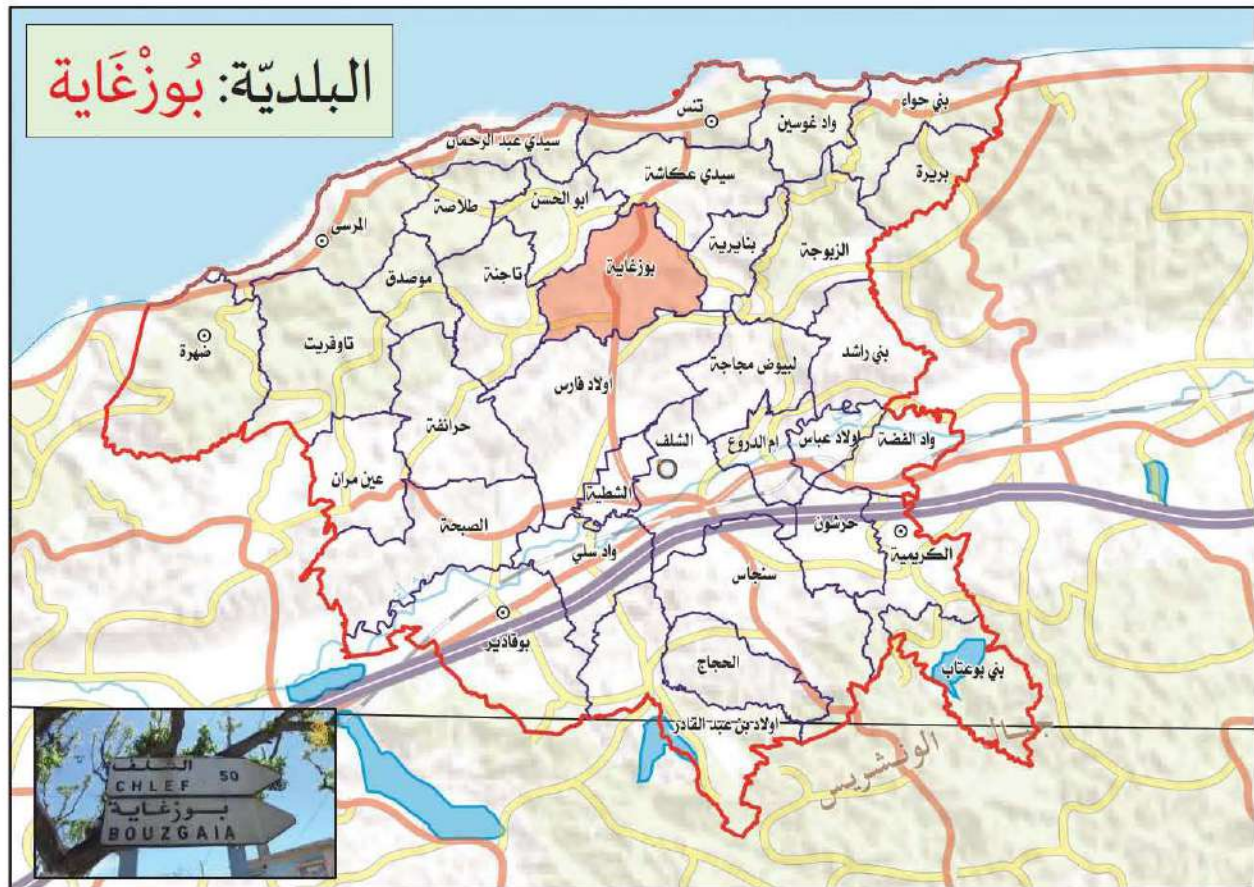 البلديّة: بُوزْغَاية
بني حواء
تنس
واد غوسين
سيدي عبد الرحمان
سيدي عكاشة
بريرة
ابو الحسن
طلاصة
المرسى
بنايرية
الزبوجة
تاجنة
بوزغاية
موصدق
ضهرة
تاوقريت
بني راشد
لبيوض مجاجة
اولاد فارس
حرانفة
الشلف
ام الدروع
اولاد عباس
واد الفضة
عين مران
الشطية
الصبحة
حرشون
الكريمية
واد سلي
سنجاس
بوقادير
الحجاج
بني بوعتاب
اولاد بن عبد القادر
جبال الونشريس
الشلف
CHLEF 50
بوزغاية
BOUZGAIA